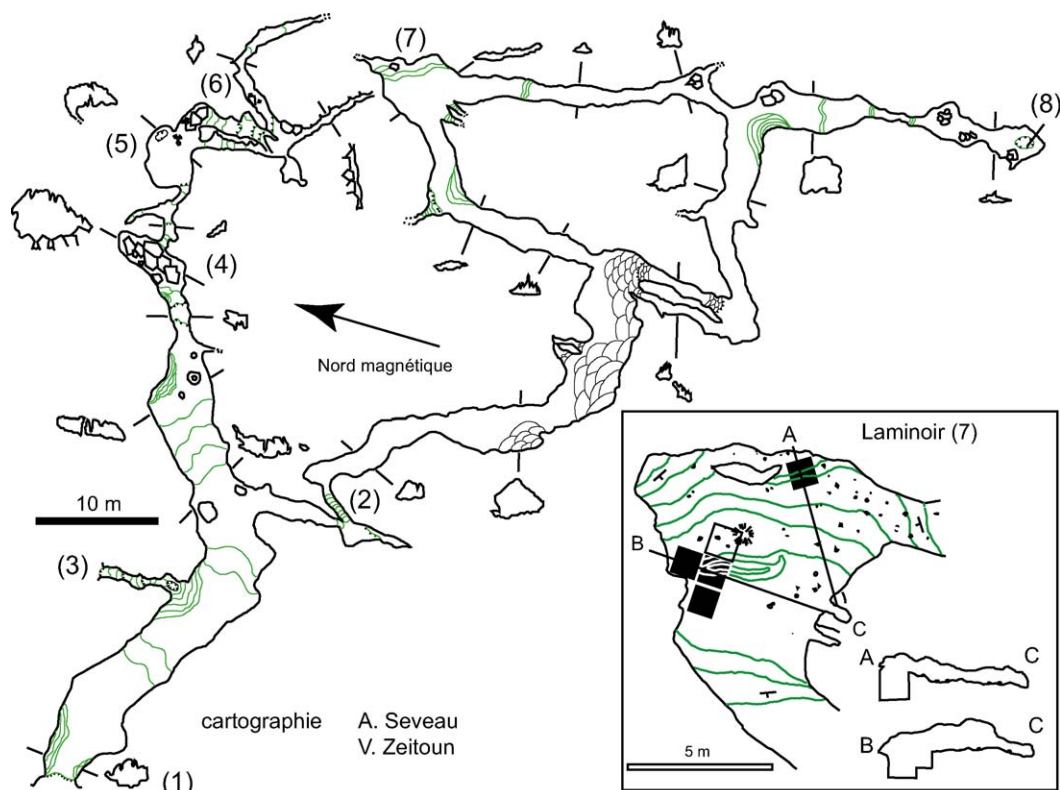 (7)
(6)
(8)
(5)
(4)
Nord magnétique
10 m
(2)
(3)
cartographie A. Seveau
V. Zeitoun
(1)
Laminoir (7)
A
B
C
A C
B C
5 m